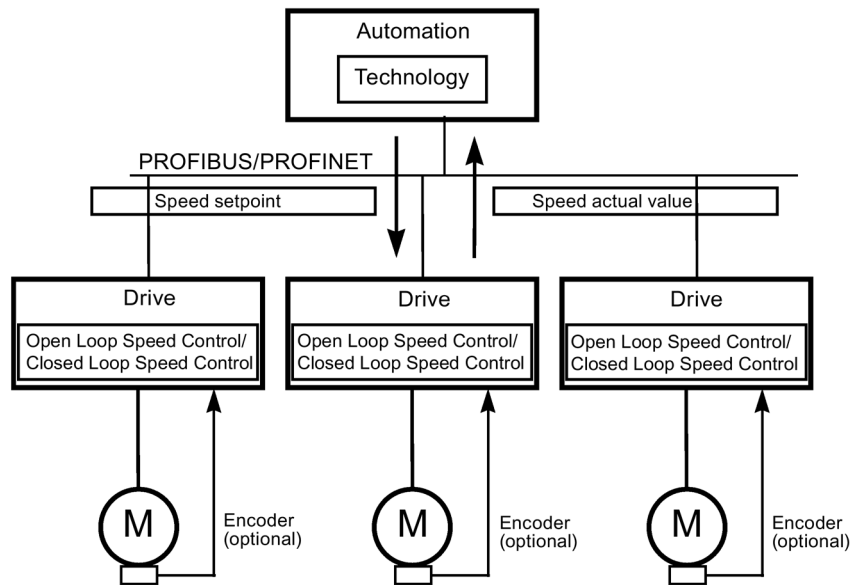 Automation
Technology
PROFIBUS/PROFINET
Speed setpoint
Speed actual value
Drive
Open Loop Speed Control/
Closed Loop Speed Control
Drive
Open Loop Speed Control/
Closed Loop Speed Control
Drive
Open Loop Speed Control/
Closed Loop Speed Control
M
Encoder
(optional)
M
Encoder
(optional)
M
Encoder
(optional)